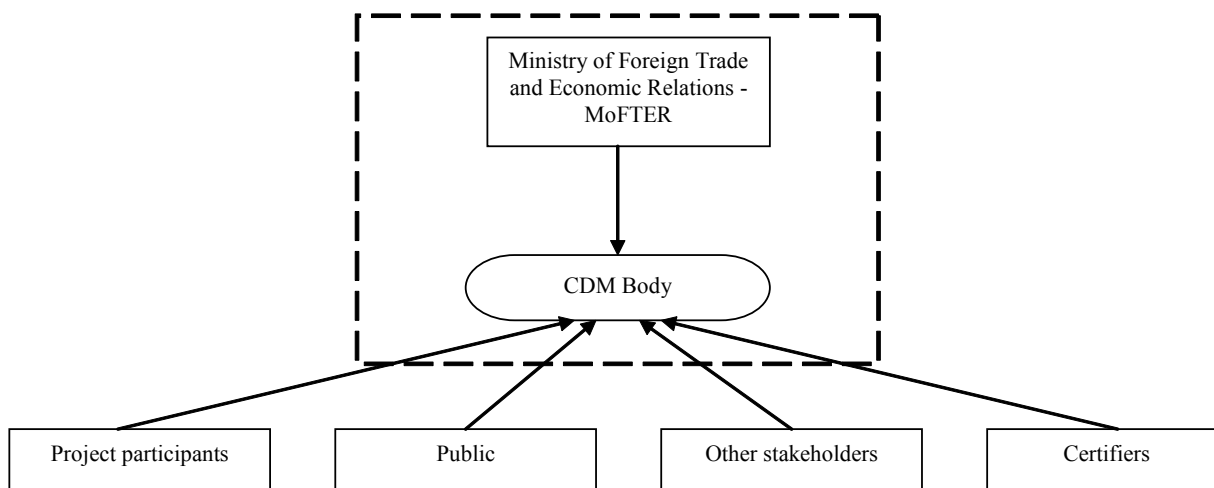 Ministry of Foreign Trade
and Economic Relations -
MoFTER
CDM Body
Project participants
Public
Other stakeholders
Certifiers